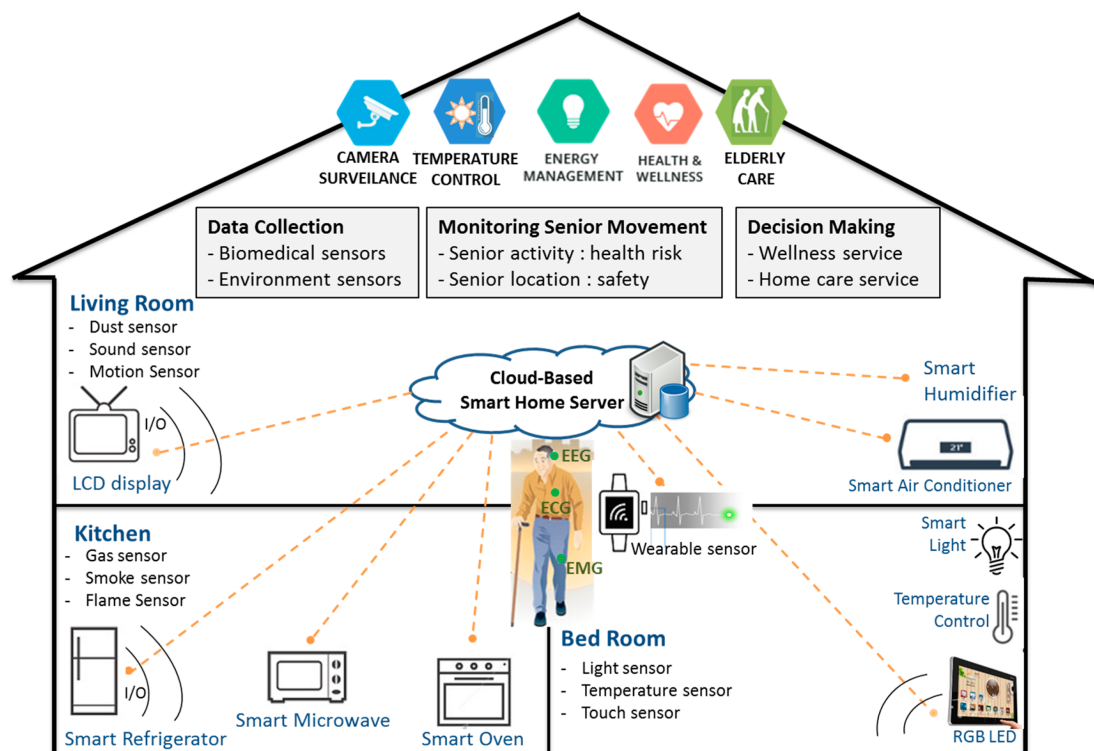 CAMERA
SURVEILANCE
TEMPERATURE
CONTROL
ENERGY
MANAGEMENT
HEALTH &
WELLNESS
ELDERLY
CARE
Data Collection
- Biomedical sensors
- Environment sensors
Monitoring Senior Movement
- Senior activity : health risk
- Senior location : safety
Decision Making
- Wellness service
- Home care service
Living Room
- Dust sensor
- Sound sensor
- Motion Sensor
I/O
LCD display
Cloud-Based
Smart Home Server
Smart
Humidifier
21°
Smart Air Conditioner
EEG
ECG
EMG
Wearable sensor
Kitchen
- Gas sensor
- Smoke sensor
- Flame Sensor
I/O
Smart Refrigerator
Smart Microwave
Smart Oven
Bed Room
- Light sensor
- Temperature sensor
- Touch sensor
Smart
Light
Temperature
Control
RGB LED